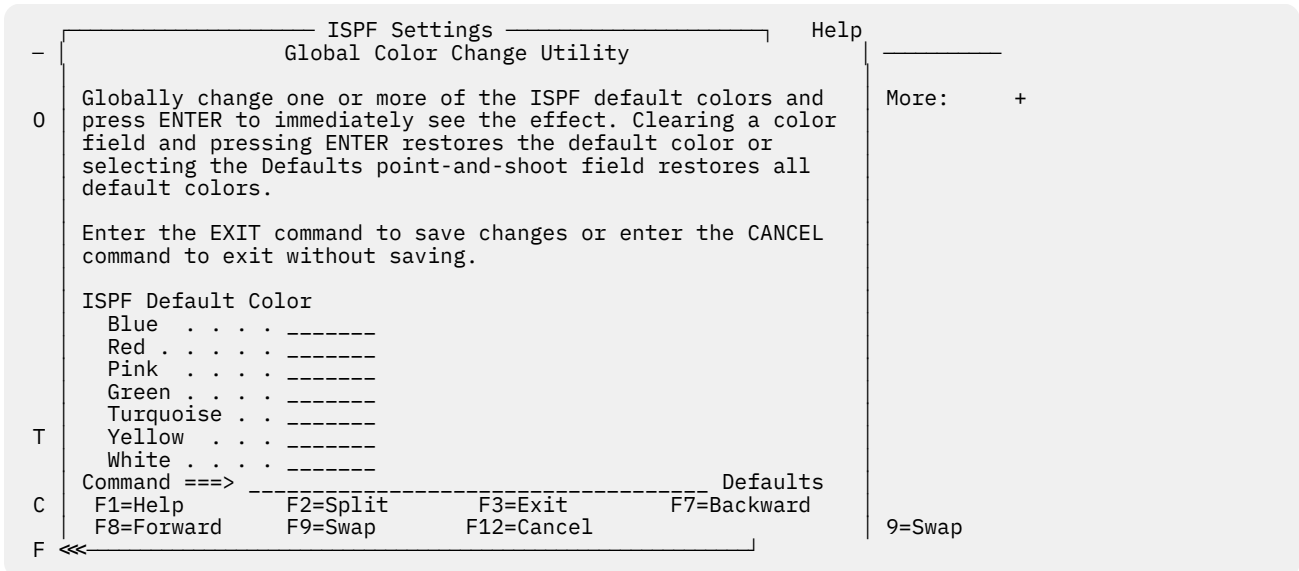 ISPF Settings Help
— Global Color Change Utility
Globally change one or more of the ISPF default colors and More: +
O press ENTER to immediately see the effect. Clearing a color
field and pressing ENTER restores the default color or
selecting the Defaults point-and-shoot field restores all
default colors.
Enter the EXIT command to save changes or enter the CANCEL
command to exit without saving.
ISPF Default Color
Blue . . . . _______
Red . . . . . _______
Pink . . . . _______
Green . . . . _______
Turquoise . . _______
T Yellow . . . _______
White . . . . _______
Command ===> ____________________________________ Defaults
C F1=Help F2=Split F3=Exit F7=Backward
F8=Forward F9=Swap F12=Cancel 9=Swap
F <<<